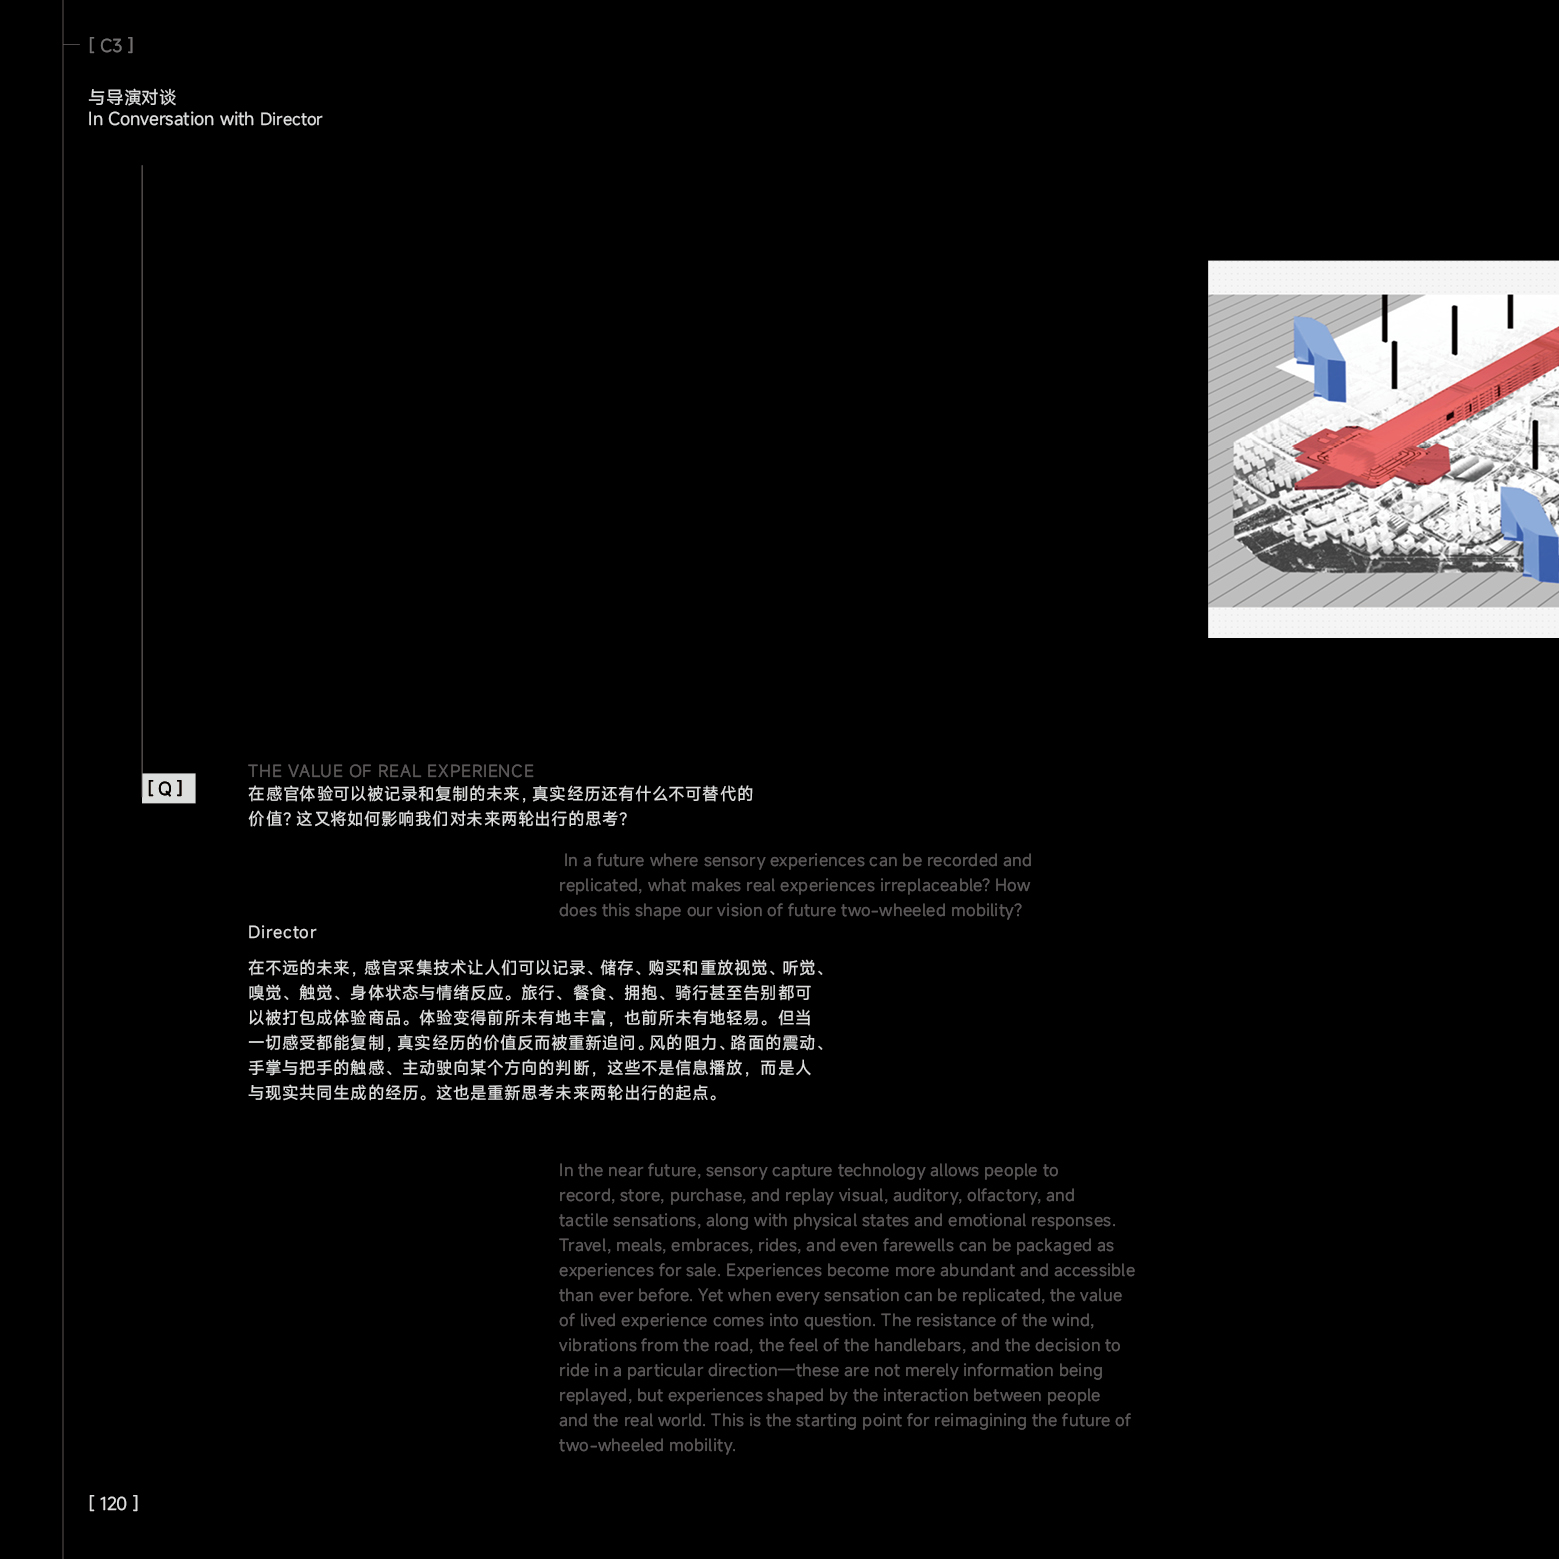 [ C3 ]
与导演对谈
In Conversation with Director
[ Q ]
THE VALUE OF REAL EXPERIENCE
在感官体验可以被记录和复制的未来，真实经历还有什么不可替代的
价值？这又将如何影响我们对未来两轮出行的思考？
In a future where sensory experiences can be recorded and
replicated, what makes real experiences irreplaceable? How
does this shape our vision of future two-wheeled mobility?
Director
在不远的未来，感官采集技术让人们可以记录、储存、购买和重放视觉、听觉、
嗅觉、触觉、身体状态与情绪反应。旅行、餐食、拥抱、骑行甚至告别都可
以被打包成体验商品。体验变得前所未有地丰富，也前所未有地轻易。但当
一切感受都能复制，真实经历的价值反而被重新追问。风的阻力、路面的震动、
手掌与把手的触感、主动驶向某个方向的判断，这些不是信息播放，而是人
与现实共同生成的经历。这也是重新思考未来两轮出行的起点。
In the near future, sensory capture technology allows people to
record, store, purchase, and replay visual, auditory, olfactory, and
tactile sensations, along with physical states and emotional responses.
Travel, meals, embraces, rides, and even farewells can be packaged as
experiences for sale. Experiences become more abundant and accessible
than ever before. Yet when every sensation can be replicated, the value
of lived experience comes into question. The resistance of the wind,
vibrations from the road, the feel of the handlebars, and the decision to
ride in a particular direction—these are not merely information being
replayed, but experiences shaped by the interaction between people
and the real world. This is the starting point for reimagining the future of
two-wheeled mobility.
[ 120 ]